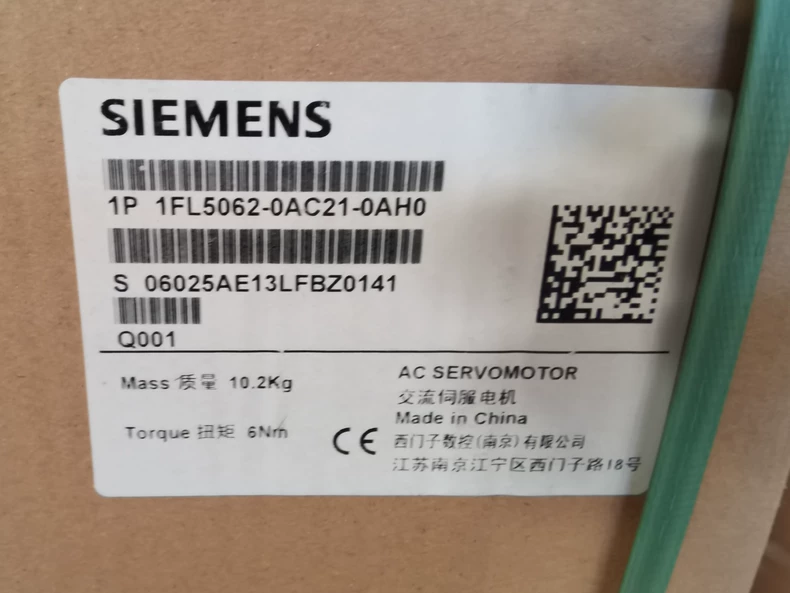 SIEMENS
1P 1FL5062-0AC21-0AH0
S 06025AE13LFBZ0141
Q001
Mass 质量 10.2Kg
Torque 扭矩 6Nm
CE
AC SERVOMOTOR
交流伺服电机
Made in China
西门子数控(南京)有限公司
江苏南京江宁区西门子路18号